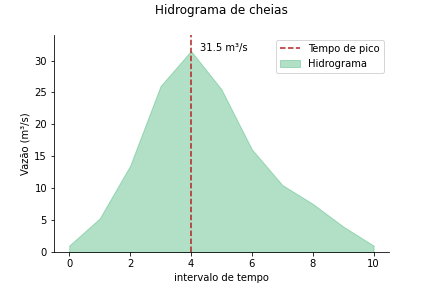 Hidrograma de cheias
31.5 m³/s
Tempo de pico
Hidrograma
Vazão (m³/s)
30
25
20
15
10
5
0
0 2 4 6 8 10
intervalo de tempo